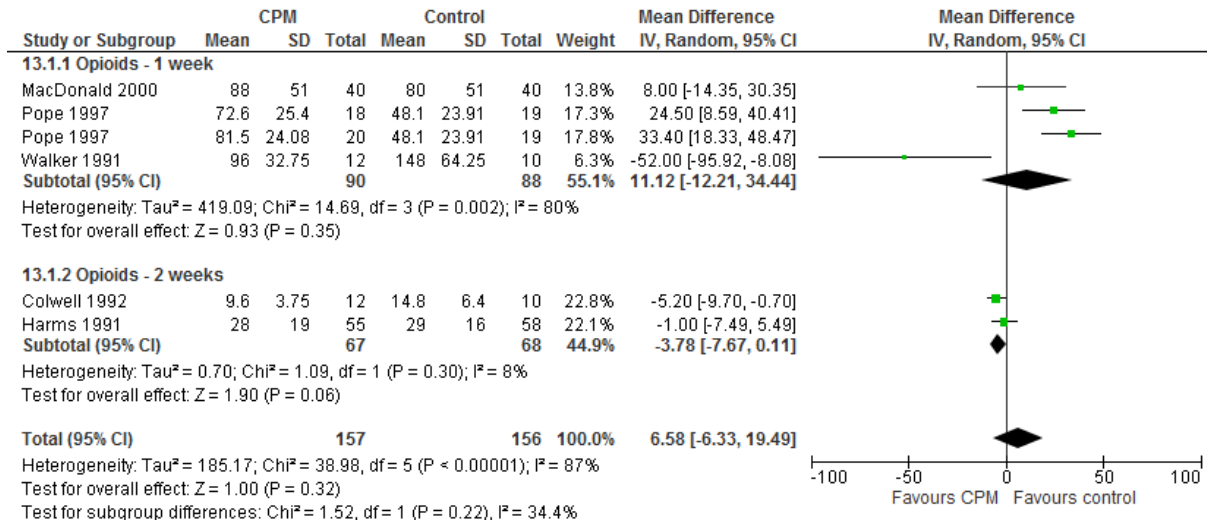 CPM Control Mean Difference Mean Difference
Study or Subgroup Mean SD Total Mean SD Total Weight IV, Random, 95% CI IV, Random, 95% CI
13.1.1 Opioids - 1 week
MacDonald 2000 88 51 40 80 51 40 13.8% 8.00 [-14.35, 30.35]
Pope 1997 72.6 25.4 18 48.1 23.91 19 17.3% 24.50 [8.59, 40.41]
Pope 1997 81.5 24.08 20 48.1 23.91 19 17.8% 33.40 [18.33, 48.47]
Walker 1991 96 32.75 12 148 64.25 10 6.3% -52.00 [-95.92, -8.08]
Subtotal (95% CI) 90 88 55.1% 11.12 [-12.21, 34.44]
Heterogeneity: Tau² = 419.09; Chi² = 14.69, df = 3 (P = 0.002); I² = 80%
Test for overall effect: Z = 0.93 (P = 0.35)
13.1.2 Opioids - 2 weeks
Colwell 1992 9.6 3.75 12 14.8 6.4 10 22.8% -5.20 [-9.70, -0.70]
Harms 1991 28 19 55 29 16 58 22.1% -1.00 [-7.49, 5.49]
Subtotal (95% CI) 67 68 44.9% -3.78 [-7.67, 0.11]
Heterogeneity: Tau² = 0.70; Chi² = 1.09, df = 1 (P = 0.30); I² = 8%
Test for overall effect: Z = 1.90 (P = 0.06)
Total (95% CI) 157 156 100.0% 6.58 [-6.33, 19.49]
Heterogeneity: Tau² = 185.17; Chi² = 38.98, df = 5 (P < 0.00001); I² = 87%
Test for overall effect: Z = 1.00 (P = 0.32)
Test for subgroup differences: Chi² = 1.52, df = 1 (P = 0.22), I² = 34.4%
-100 -50 0 50 100
Favours CPM Favours control